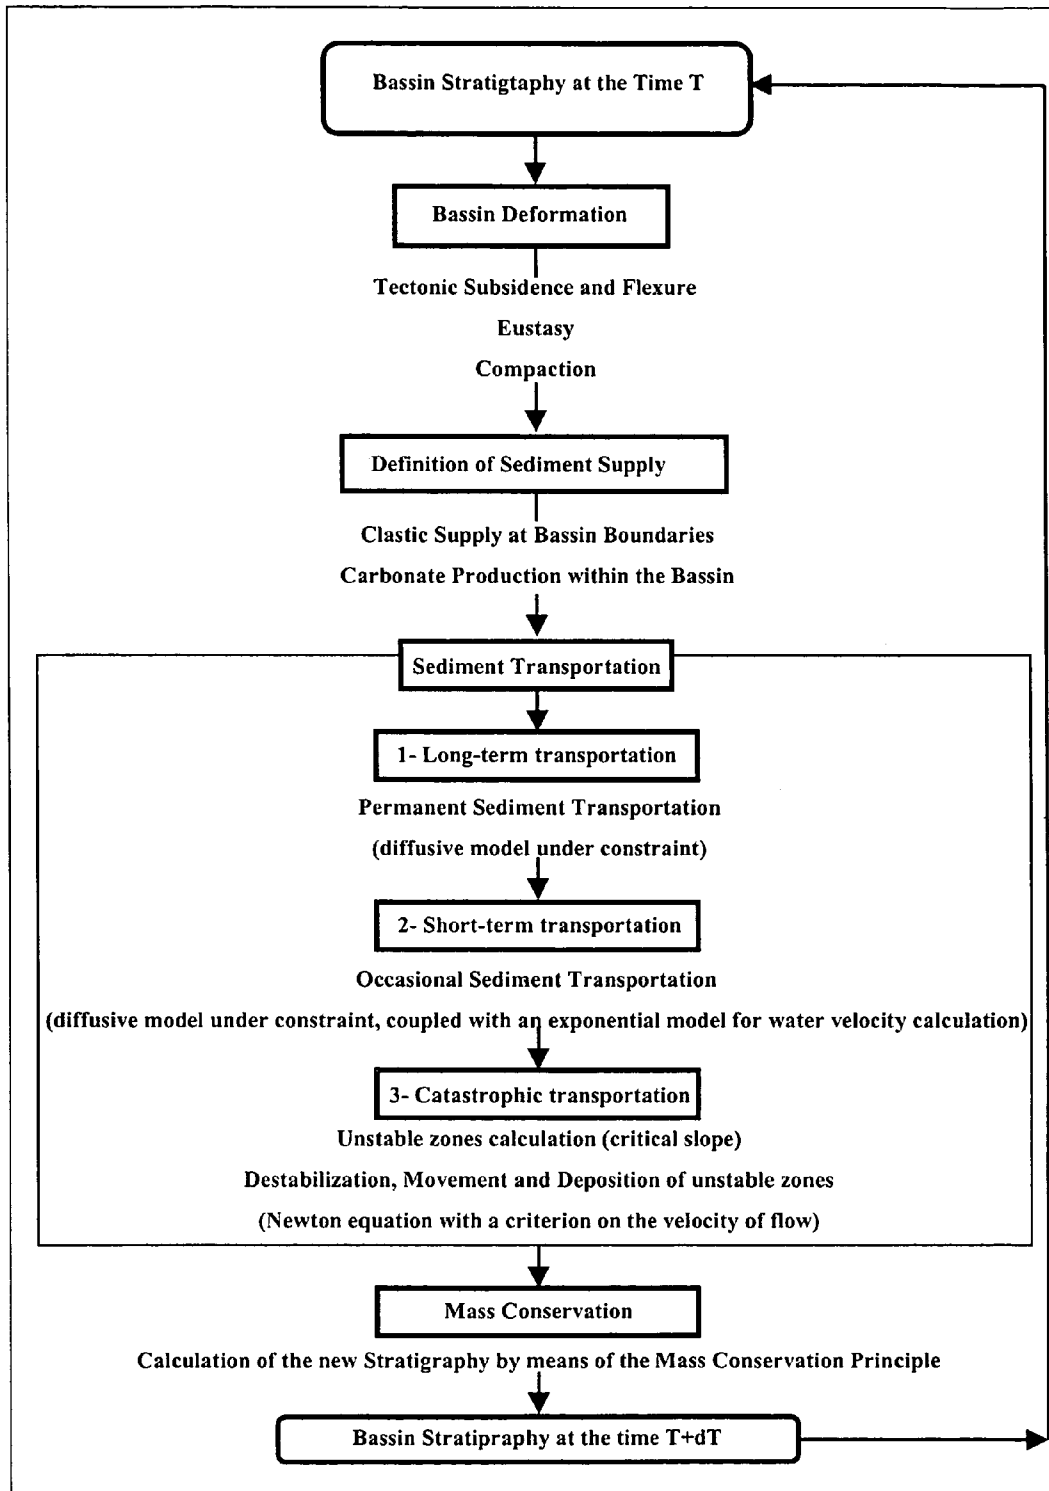 Bassin Stratigtaphy at the Time T
Bassin Deformation
Tectonic Subsidence and Flexure
Eustasy
Compaction
Definition of Sediment Supply
Clastic Supply at Bassin Boundaries
Carbonate Production within the Bassin
Sediment Transportation
1- Long-term transportation
Permanent Sediment Transportation
(diffusive model under constraint)
2- Short-term transportation
Occasional Sediment Transportation
(diffusive model under constraint, coupled with an exponential model for water velocity calculation)
3- Catastrophic transportation
Unstable zones calculation (critical slope)
Destabilization, Movement and Deposition of unstable zones
(Newton equation with a criterion on the velocity of flow)
Mass Conservation
Calculation of the new Stratigraphy by means of the Mass Conservation Principle
Bassin Stratipraphy at the time T+dT